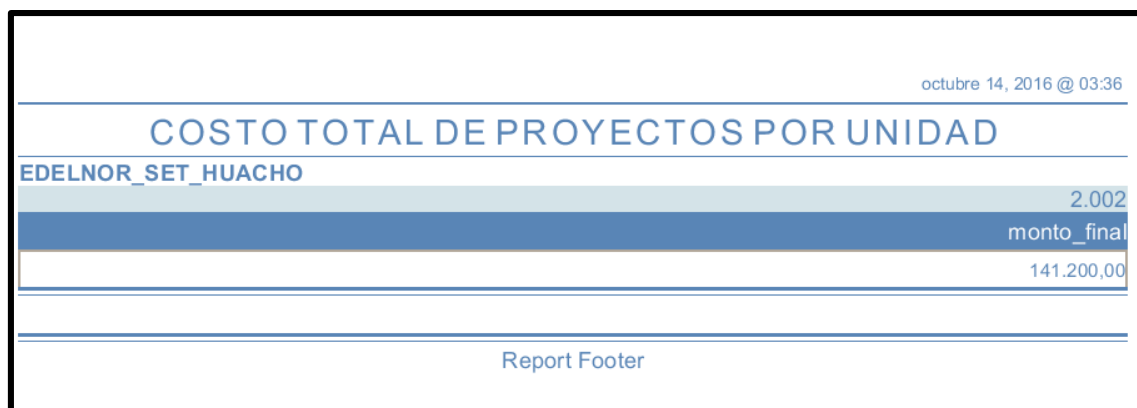 octubre 14, 2016 @ 03:36
COSTO TOTAL DE PROYECTOS POR UNIDAD
EDELNOR_SET_HUACHO
2.002
monto_final
141.200,00
Report Footer